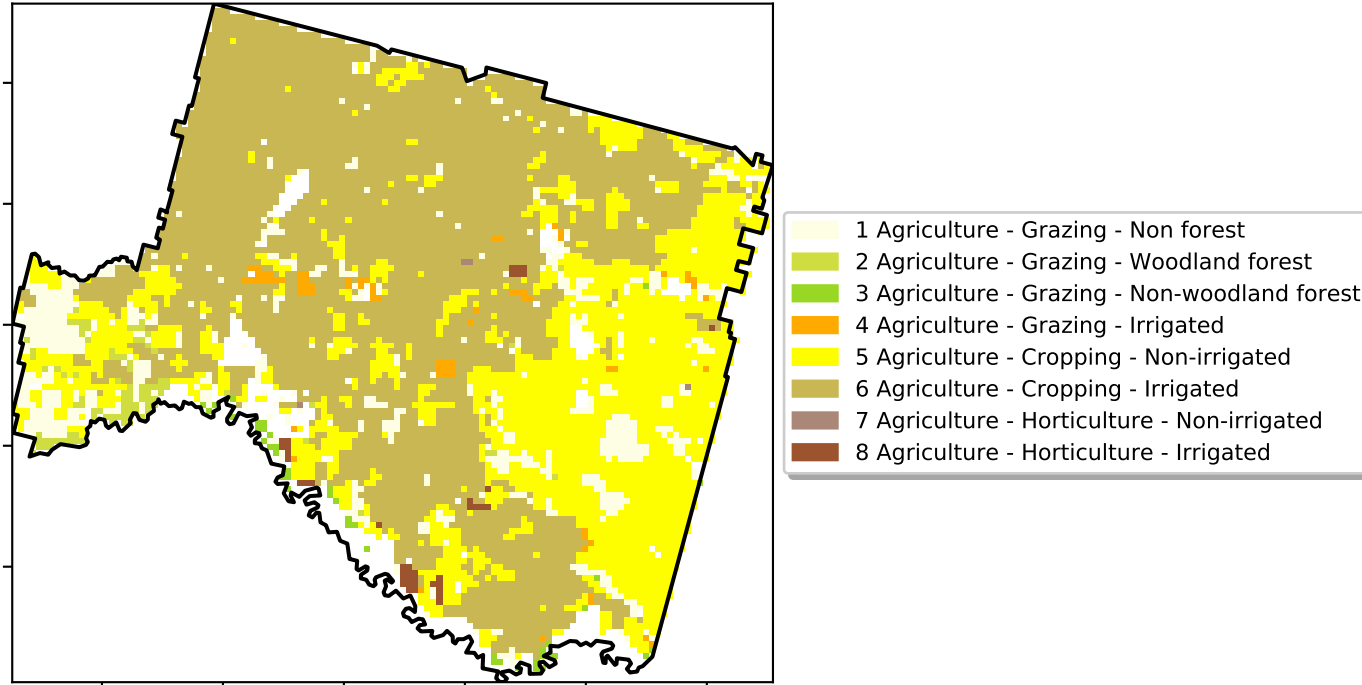 1 Agriculture - Grazing - Non forest
2 Agriculture - Grazing - Woodland forest
3 Agriculture - Grazing - Non-woodland forest
4 Agriculture - Grazing - Irrigated
5 Agriculture - Cropping - Non-irrigated
6 Agriculture - Cropping - Irrigated
7 Agriculture - Horticulture - Non-irrigated
8 Agriculture - Horticulture - Irrigated